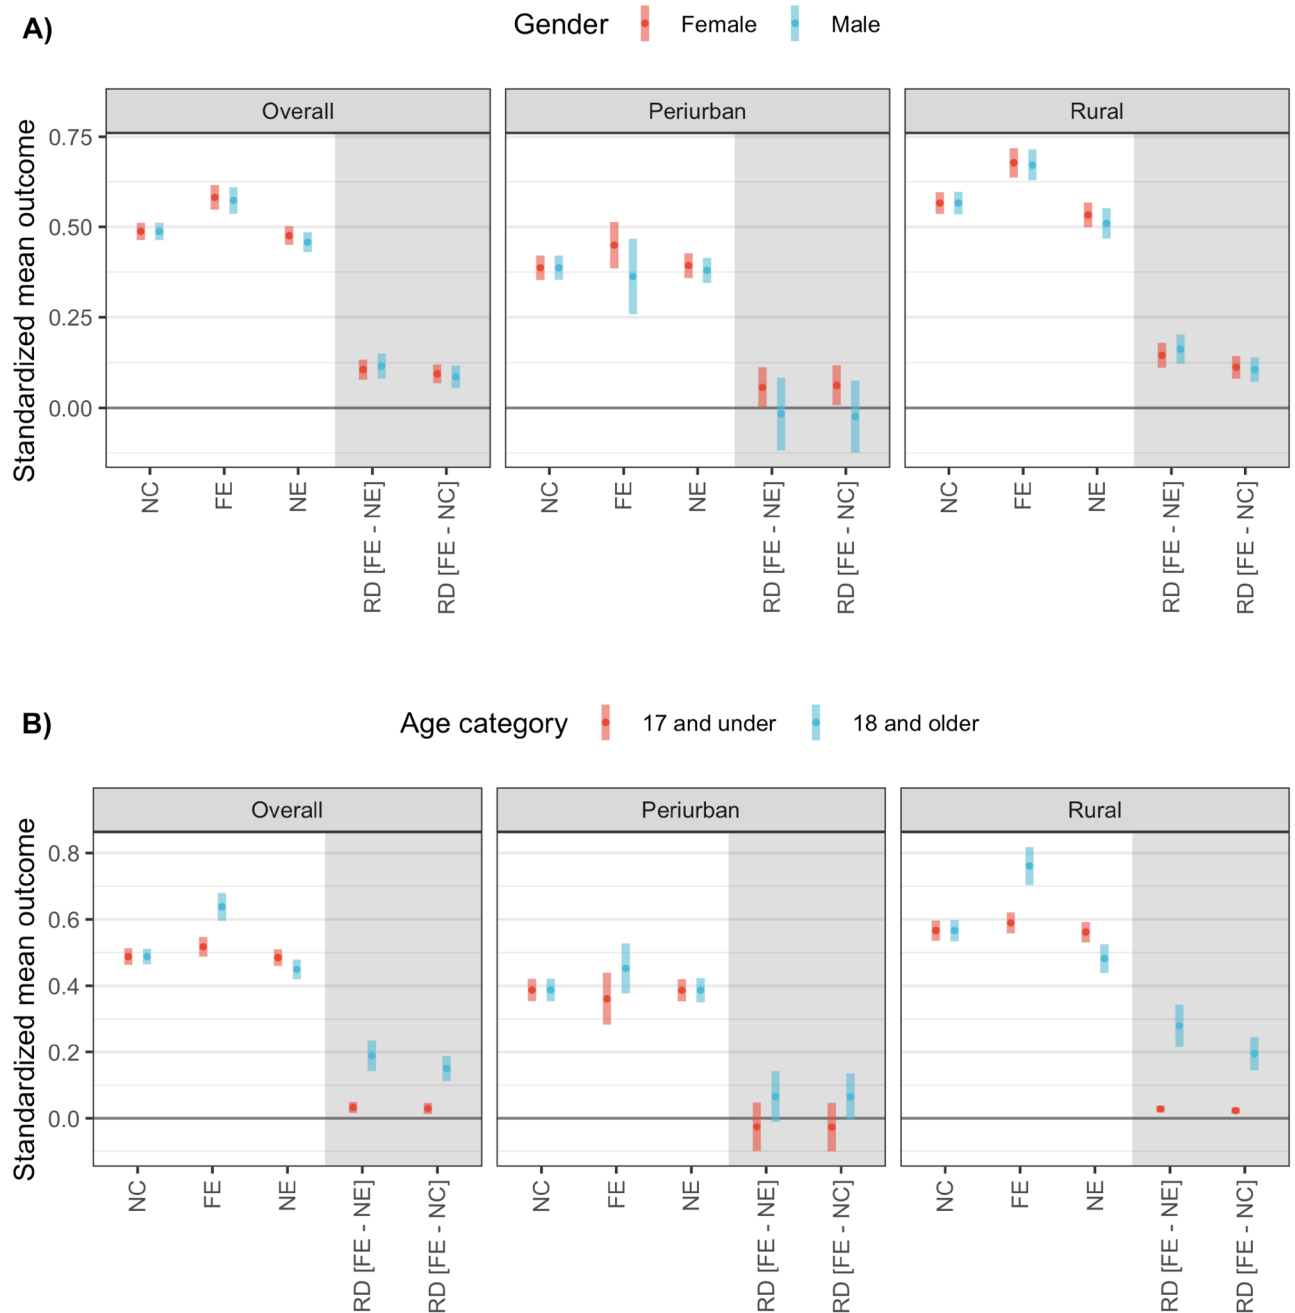 A)
Gender Female Male
Overall Periurban Rural
Standardized mean outcome
0.75
0.50
0.25
0.00
NC FE NE RD [FE - NE] RD [FE - NC] NC FE NE RD [FE - NE] RD [FE - NC] NC FE NE RD [FE - NE] RD [FE - NC]
B)
Age category 17 and under 18 and older
Overall Periurban Rural
Standardized mean outcome
0.8
0.6
0.4
0.2
0.0
NC FE NE RD [FE - NE] RD [FE - NC] NC FE NE RD [FE - NE] RD [FE - NC] NC FE NE RD [FE - NE] RD [FE - NC]